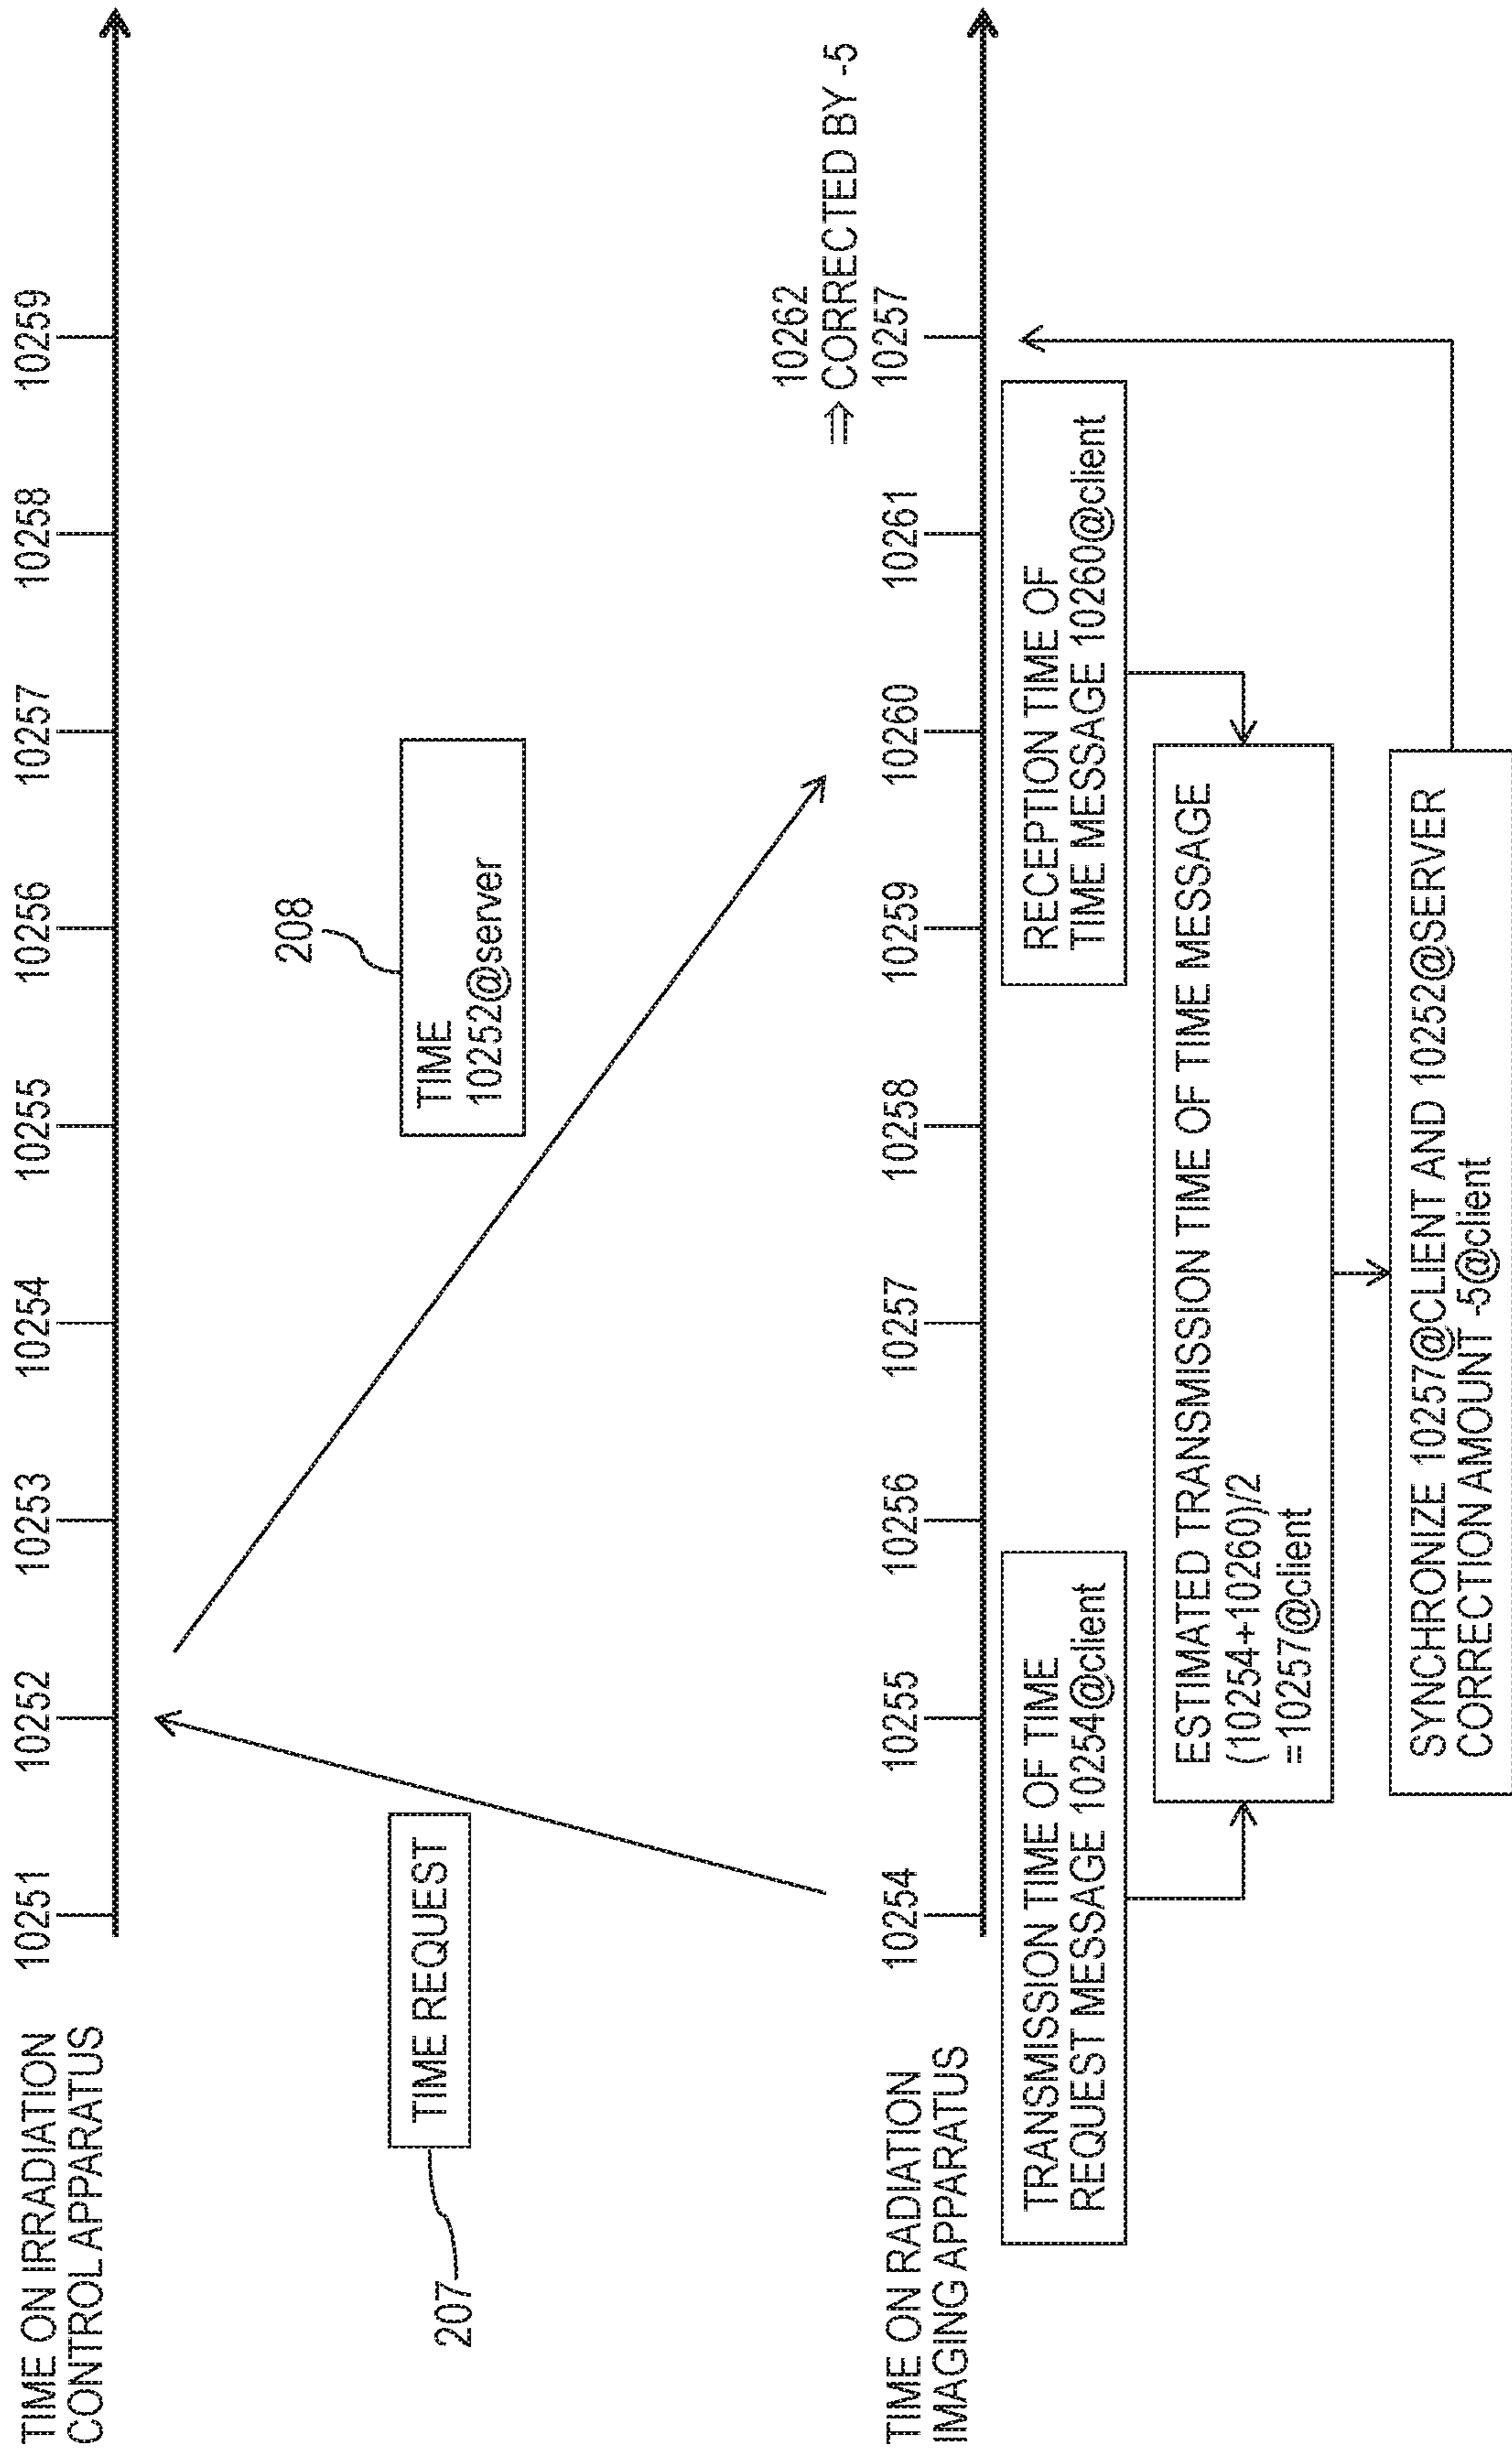 TIME ON IRRADIATION
CONTROL APPARATUS
10251
10252
10253
10254
10255
10256
10257
10258
10259
207
TIME REQUEST
208
TIME
10252@server
TIME ON RADIATION
IMAGING APPARATUS
10254
10255
10256
10257
10258
10259
10260
10261
10262
⇒ CORRECTED BY -5
10257
TRANSMISSION TIME OF TIME
REQUEST MESSAGE 10254@client
RECEPTION TIME OF
TIME MESSAGE 10260@client
ESTIMATED TRANSMISSION TIME OF TIME MESSAGE
(10254+10260)/2
=10257@client
SYNCHRONIZE 10257@CLIENT AND 10252@SERVER
CORRECTION AMOUNT -5@client